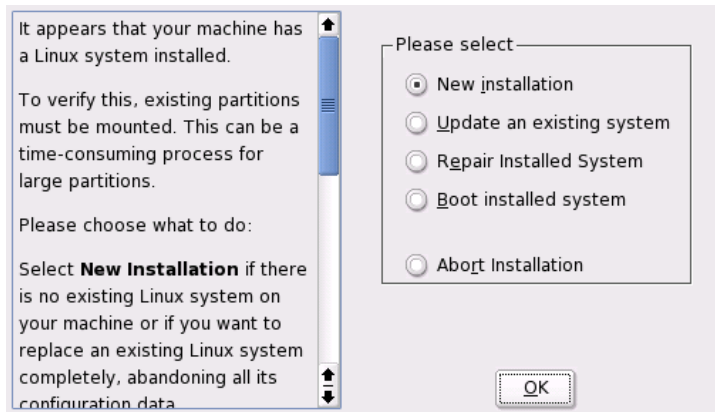 It appears that your machine has
a Linux system installed.
To verify this, existing partitions
must be mounted. This can be a
time-consuming process for
large partitions.
Please choose what to do:
Select New Installation if there
is no existing Linux system on
your machine or if you want to
replace an existing Linux system
completely, abandoning all its
configuration data.
Please select
New installation
Update an existing system
Repair Installed System
Boot installed system
Abort Installation
OK